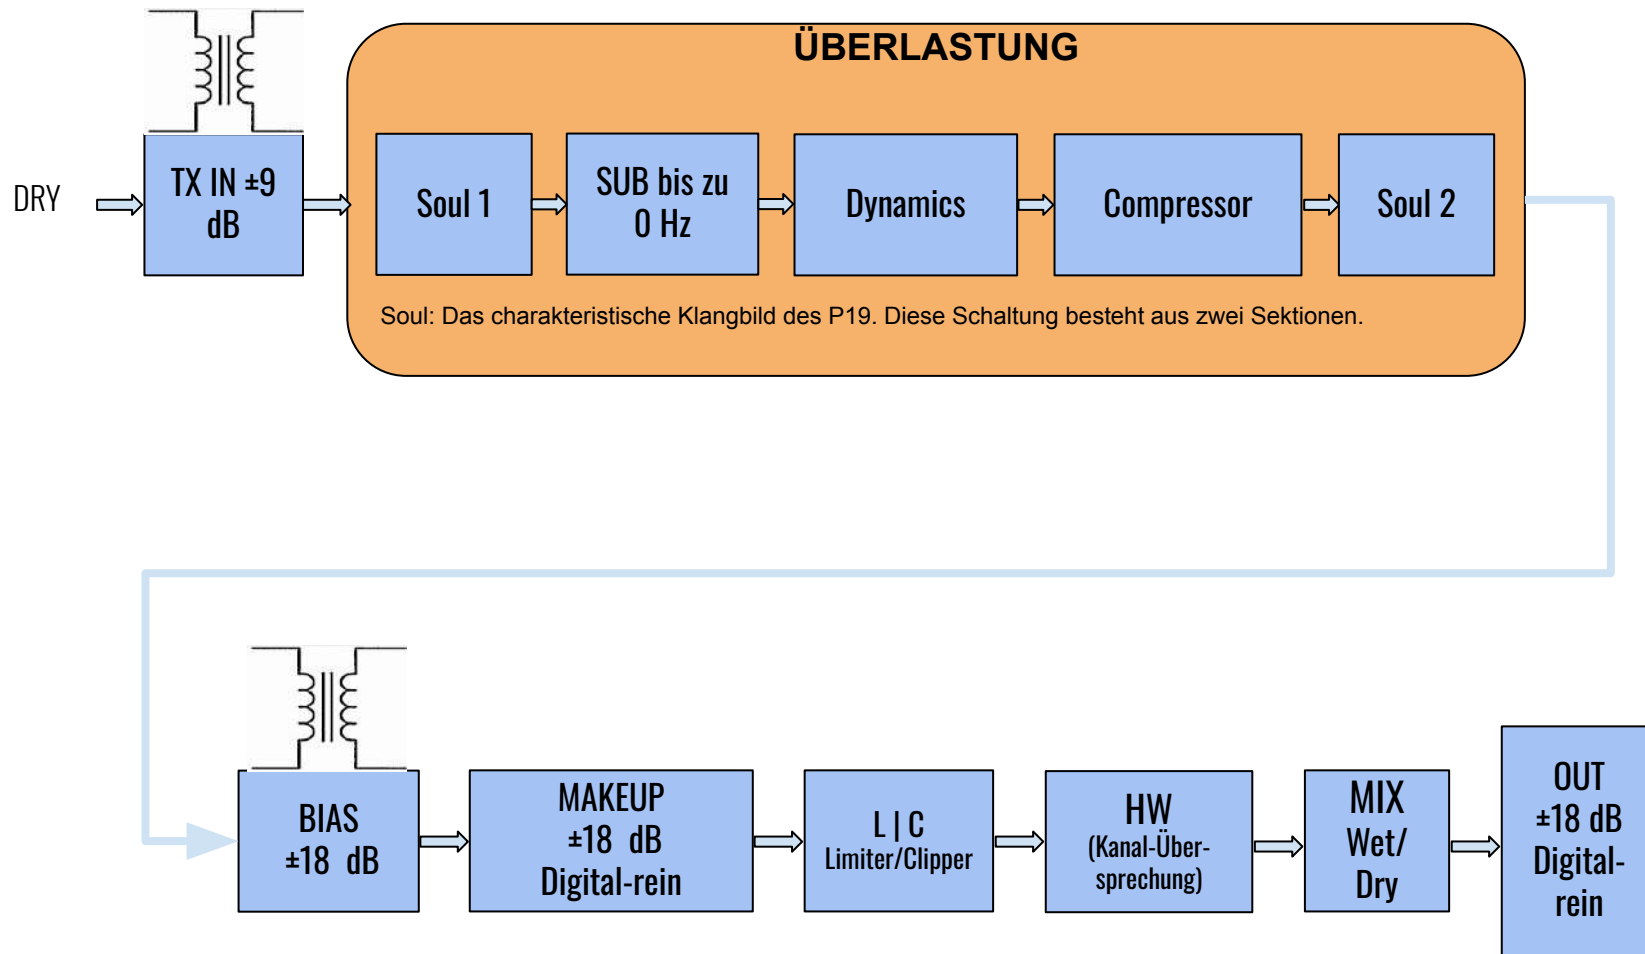 ÜBERLASTUNG
DRY
TX IN ±9
dB
Soul 1
SUB bis zu
0 Hz
Dynamics
Compressor
Soul 2
Soul: Das charakteristische Klangbild des P19. Diese Schaltung besteht aus zwei Sektionen.
BIAS
±18 dB
MAKEUP
±18 dB
Digital-rein
L | C
Limiter/Clipper
HW
(Kanal-Über-
sprechung)
MIX
Wet/
Dry
OUT
±18 dB
Digital-
rein